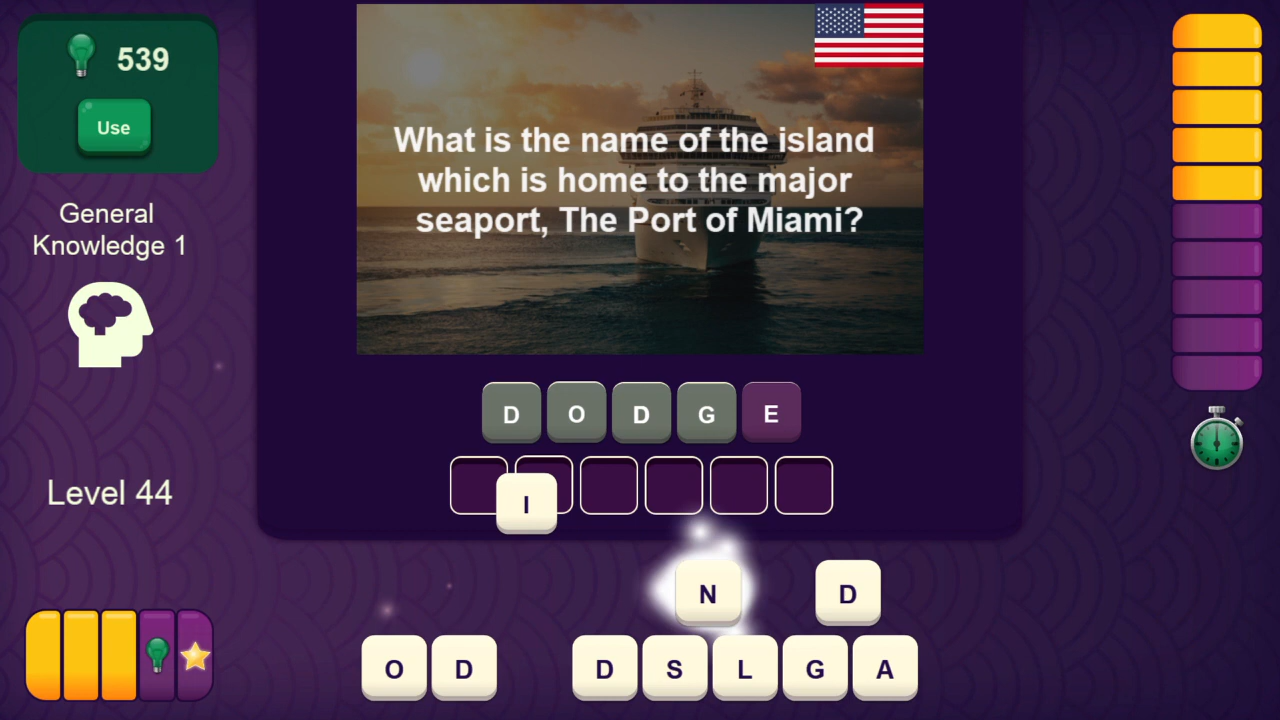 539
Use
General
Knowledge 1
Level 44
What is the name of the island
which is home to the major
seaport, The Port of Miami?
D O D G E
I
N D
O D D S L G A